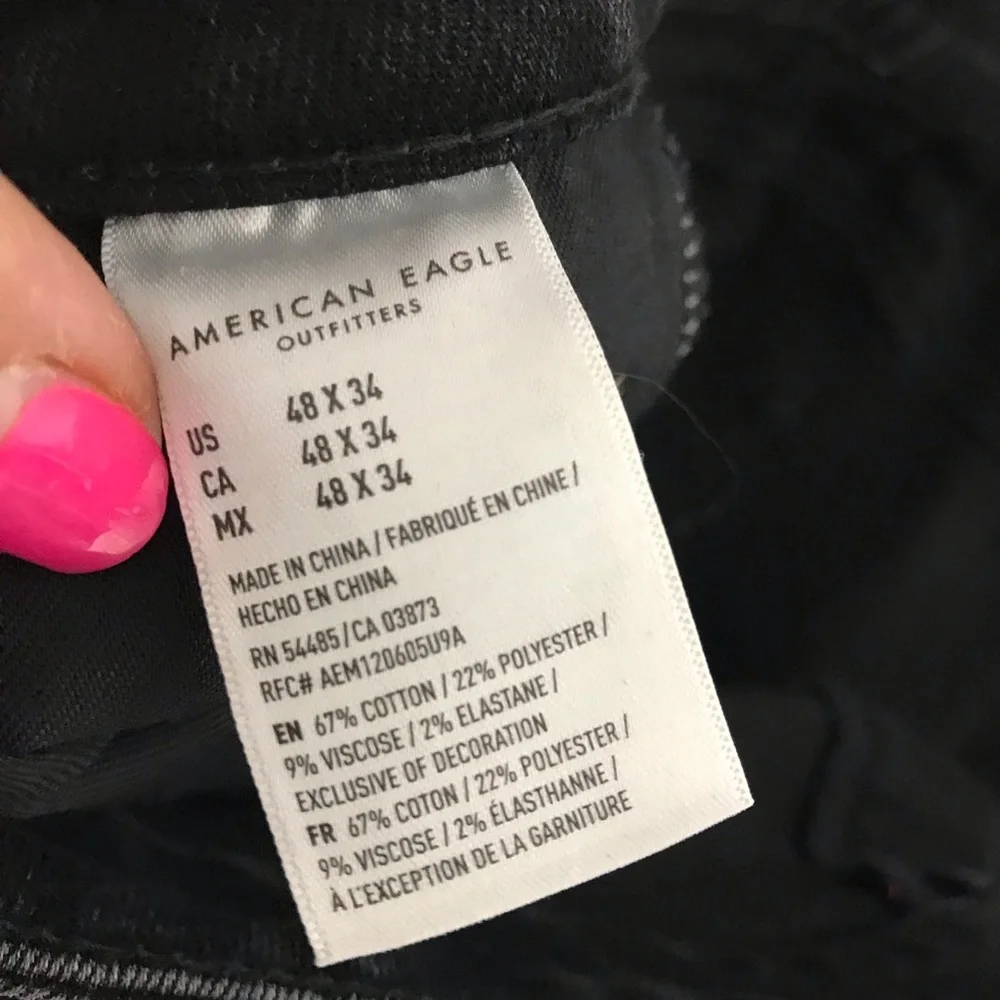 AMERICAN EAGLE
OUTFITTERS
US 48 X 34
CA 48 X 34
MX 48 X 34
MADE IN CHINA / FABRIQUÉ EN CHINE /
HECHO EN CHINA
RN 54485 / CA 03873
RFC# AEM120605U9A
EN 67% COTTON / 22% POLYESTER /
9% VISCOSE / 2% ELASTANE /
EXCLUSIVE OF DECORATION
FR 67% COTON / 22% POLYESTER /
9% VISCOSE / 2% ÉLASTHANNE /
À L'EXCEPTION DE LA GARNITURE